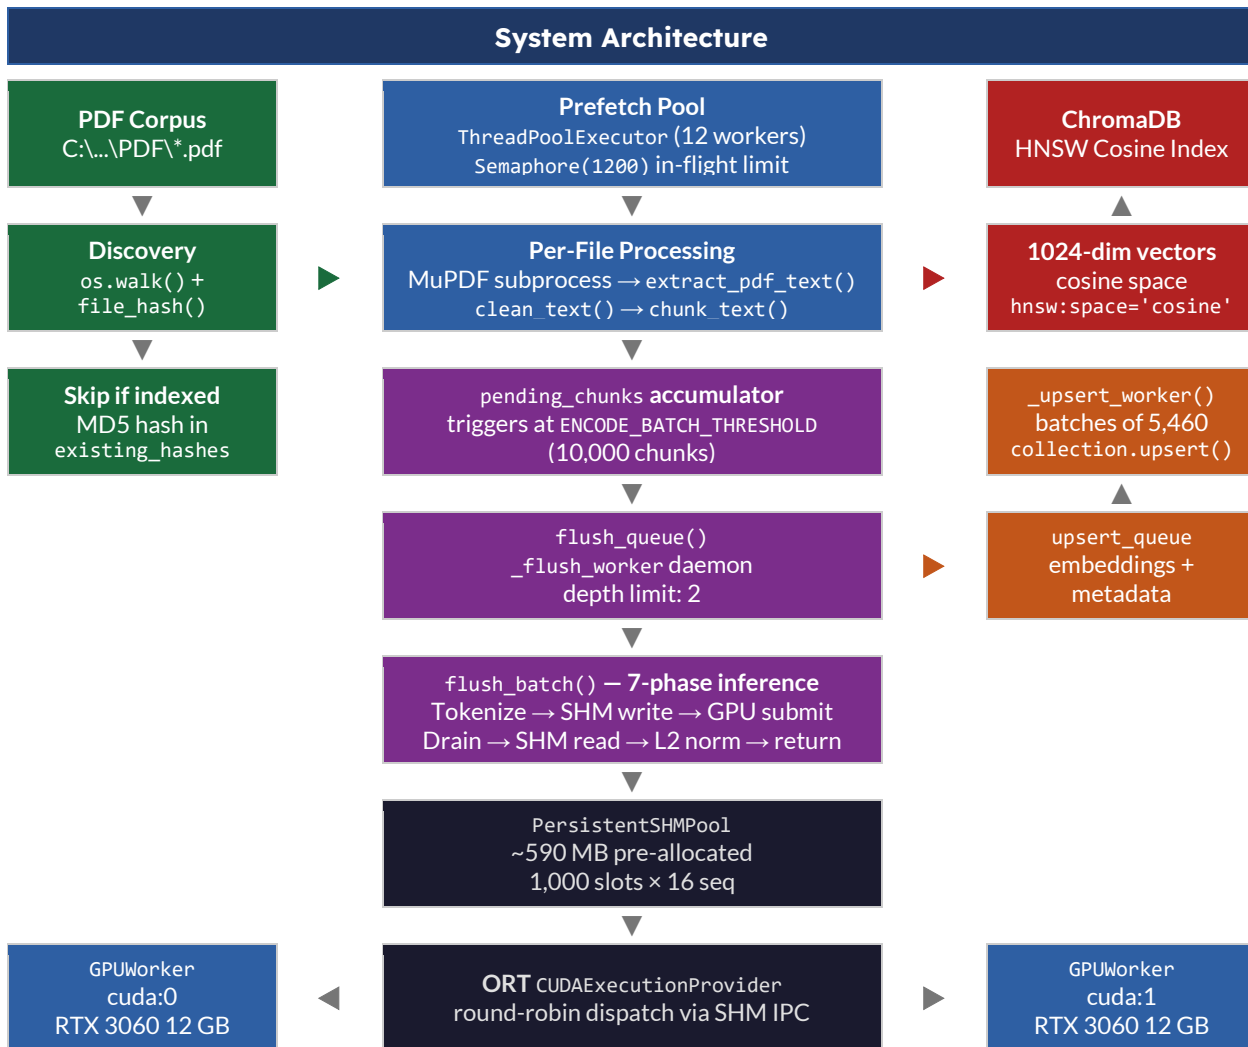 System Architecture
PDF Corpus
C:\...\PDF\*.pdf
Prefetch Pool
ThreadPoolExecutor (12 workers)
Semaphore(1200) in-flight limit
ChromaDB
HNSW Cosine Index
Discovery
os.walk() +
file_hash()
Per-File Processing
MuPDF subprocess → extract_pdf_text()
clean_text() → chunk_text()
1024-dim vectors
cosine space
hnsw:space='cosine'
Skip if indexed
MD5 hash in
existing_hashes
pending_chunks accumulator
triggers at ENCODE_BATCH_THRESHOLD
(10,000 chunks)
_upsert_worker()
batches of 5,460
collection.upsert()
flush_queue()
_flush_worker daemon
depth limit: 2
upsert_queue
embeddings +
metadata
flush_batch() — 7-phase inference
Tokenize → SHM write → GPU submit
Drain → SHM read → L2 norm → return
PersistentSHMPool
~590 MB pre-allocated
1,000 slots × 16 seq
GPUWorker
cuda:0
RTX 3060 12 GB
ORT CUDAExecutionProvider
round-robin dispatch via SHM IPC
GPUWorker
cuda:1
RTX 3060 12 GB